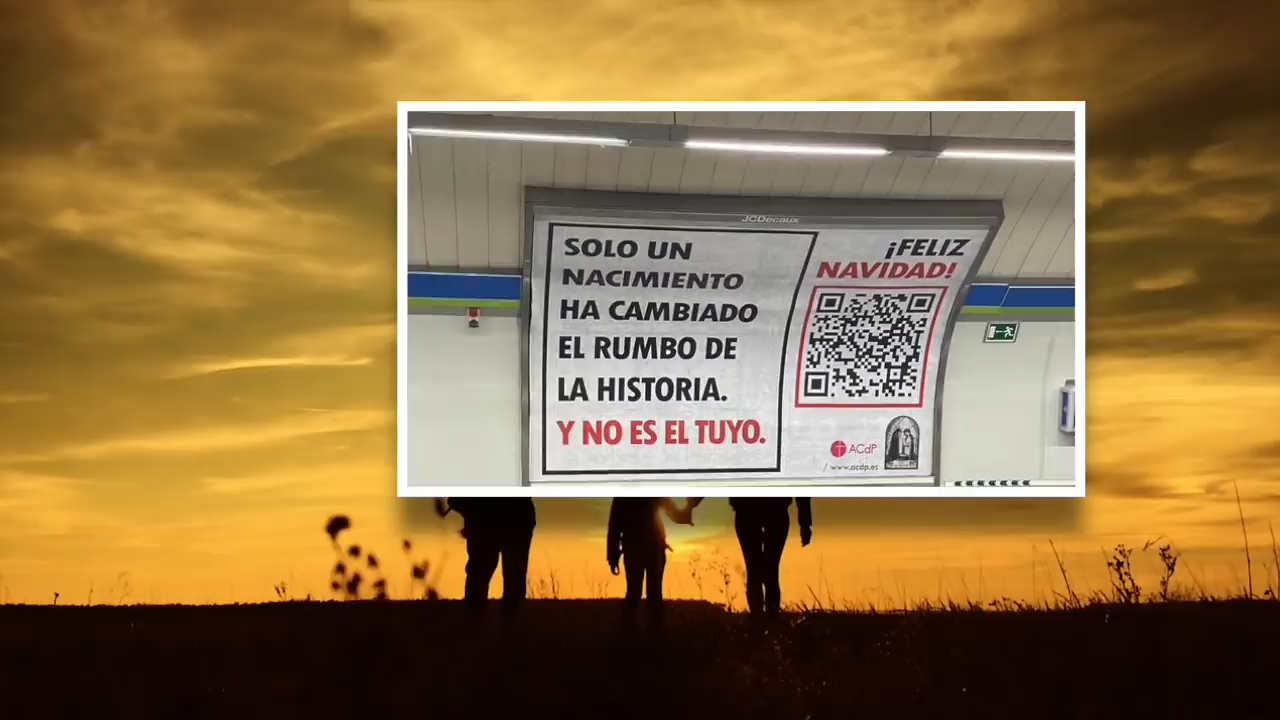 JCDecaux
SOLO UN
NACIMIENTO
HA CAMBIADO
EL RUMBO DE
LA HISTORIA.
Y NO ES EL TUYO.
¡FELIZ
NAVIDAD!
ACdP
/ www.acdp.es